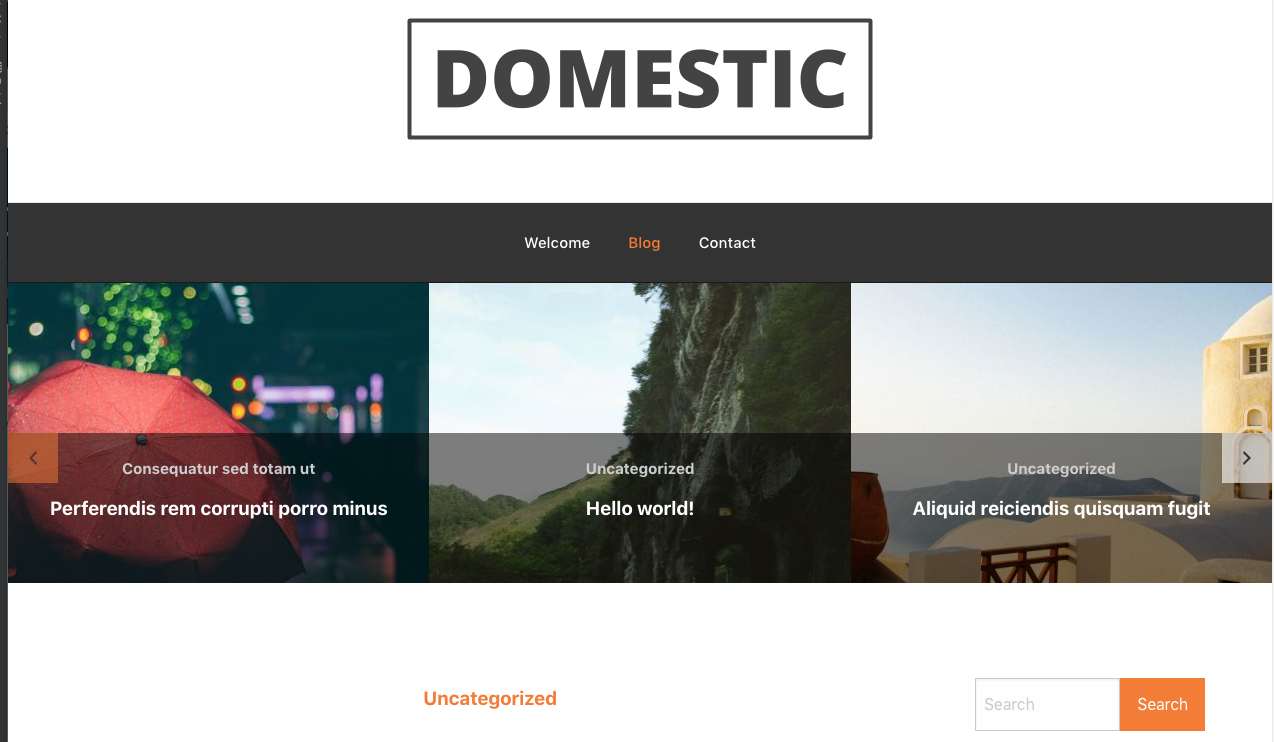 DOMESTIC
Welcome Blog Contact
Consequatur sed totam ut
Perferendis rem corrupti porro minus
Uncategorized
Hello world!
Uncategorized
Aliquid reiciendis quisquam fugit
Uncategorized
Search Search